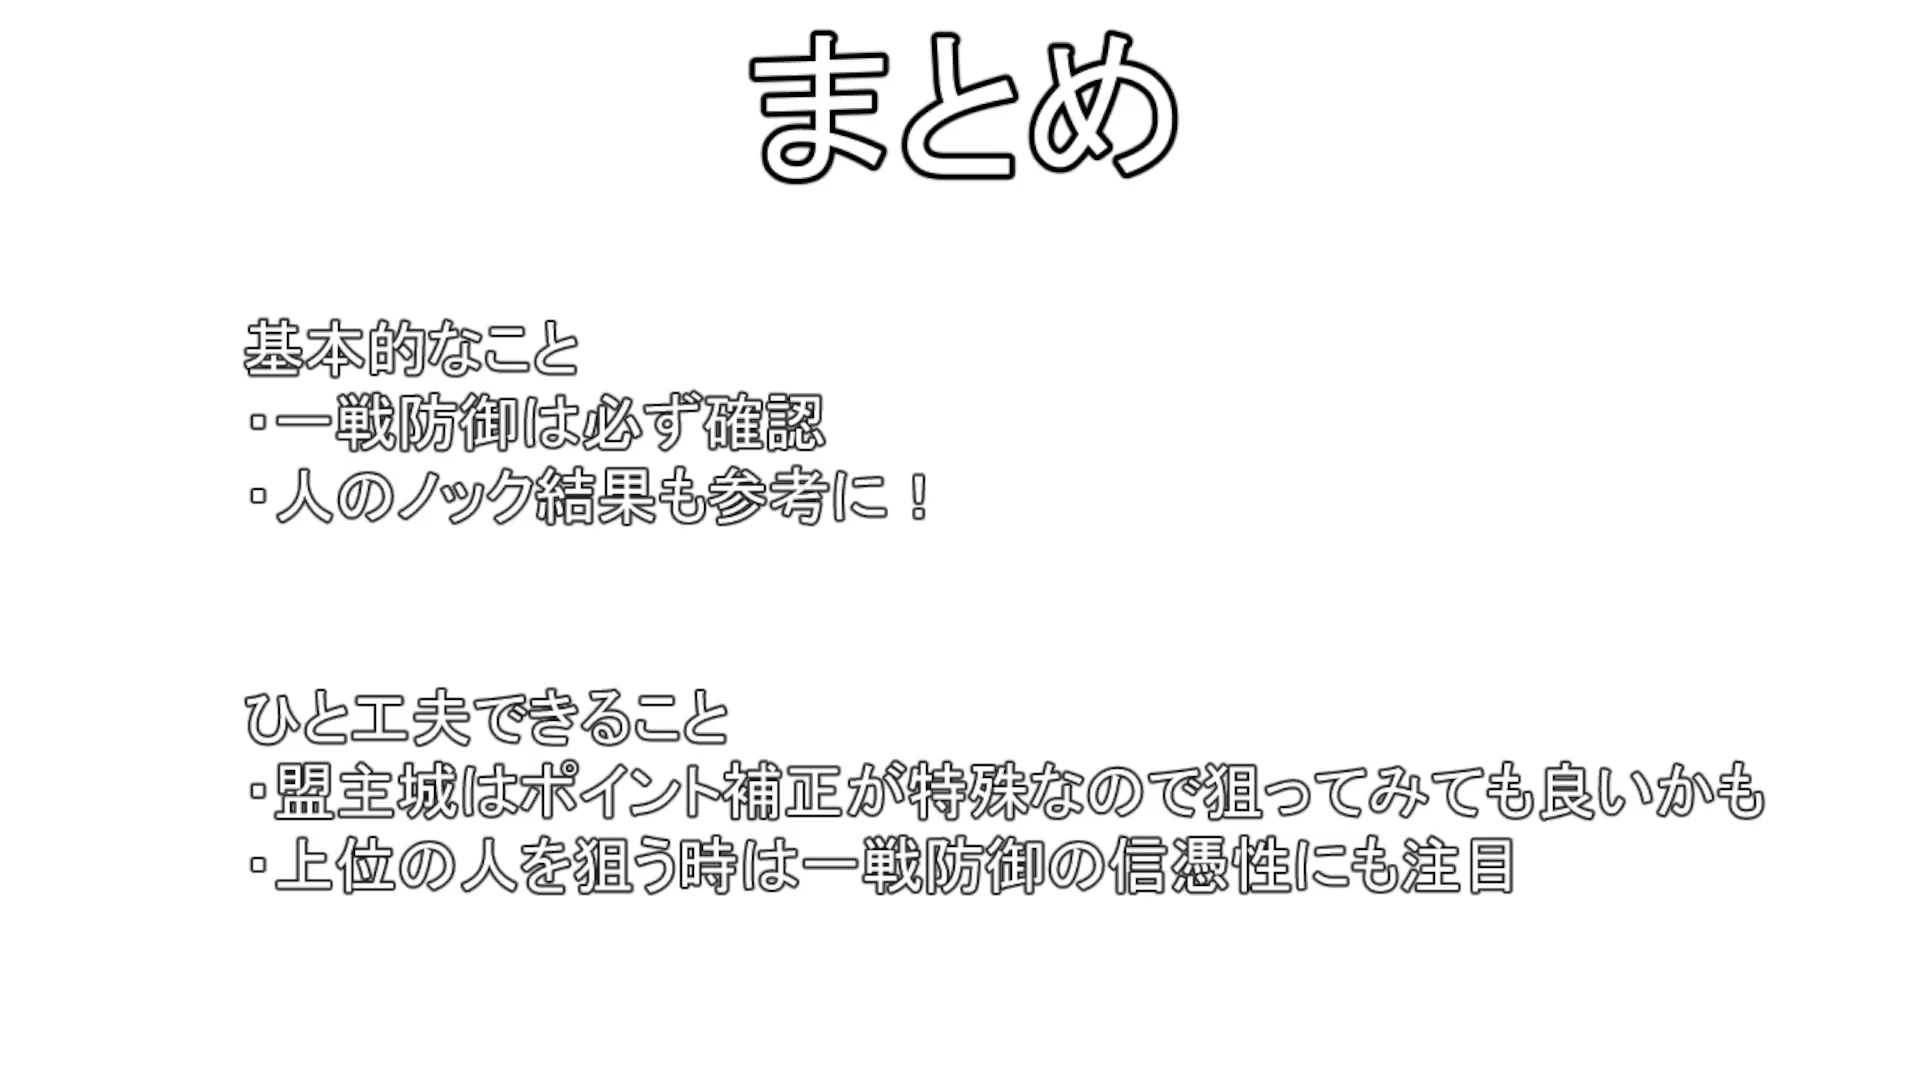 まとめ
基本的なこと
・一戦防御は必ず確認
・人のノック結果も参考に！
ひと工夫できること
・盟主城はポイント補正が特殊なので狙ってみても良いかも
・上位の人を狙う時は一戦防御の信憑性にも注目